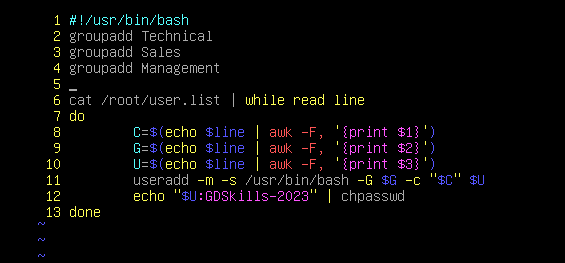 1 #!/usr/bin/bash
2 groupadd Technical
3 groupadd Sales
4 groupadd Management
5 _
6 cat /root/user.list | while read line
7 do
8 C=$(echo $line | awk -F, '{print $1}')
9 G=$(echo $line | awk -F, '{print $2}')
10 U=$(echo $line | awk -F, '{print $3}')
11 useradd -m -s /usr/bin/bash -G $G -c "$C" $U
12 echo "$U:GDSkills-2023" | chpasswd
13 done
~
~
~